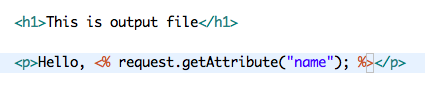 <h1>This is output file</h1>
<p>Hello, <% request.getAttribute("name"); %></p>